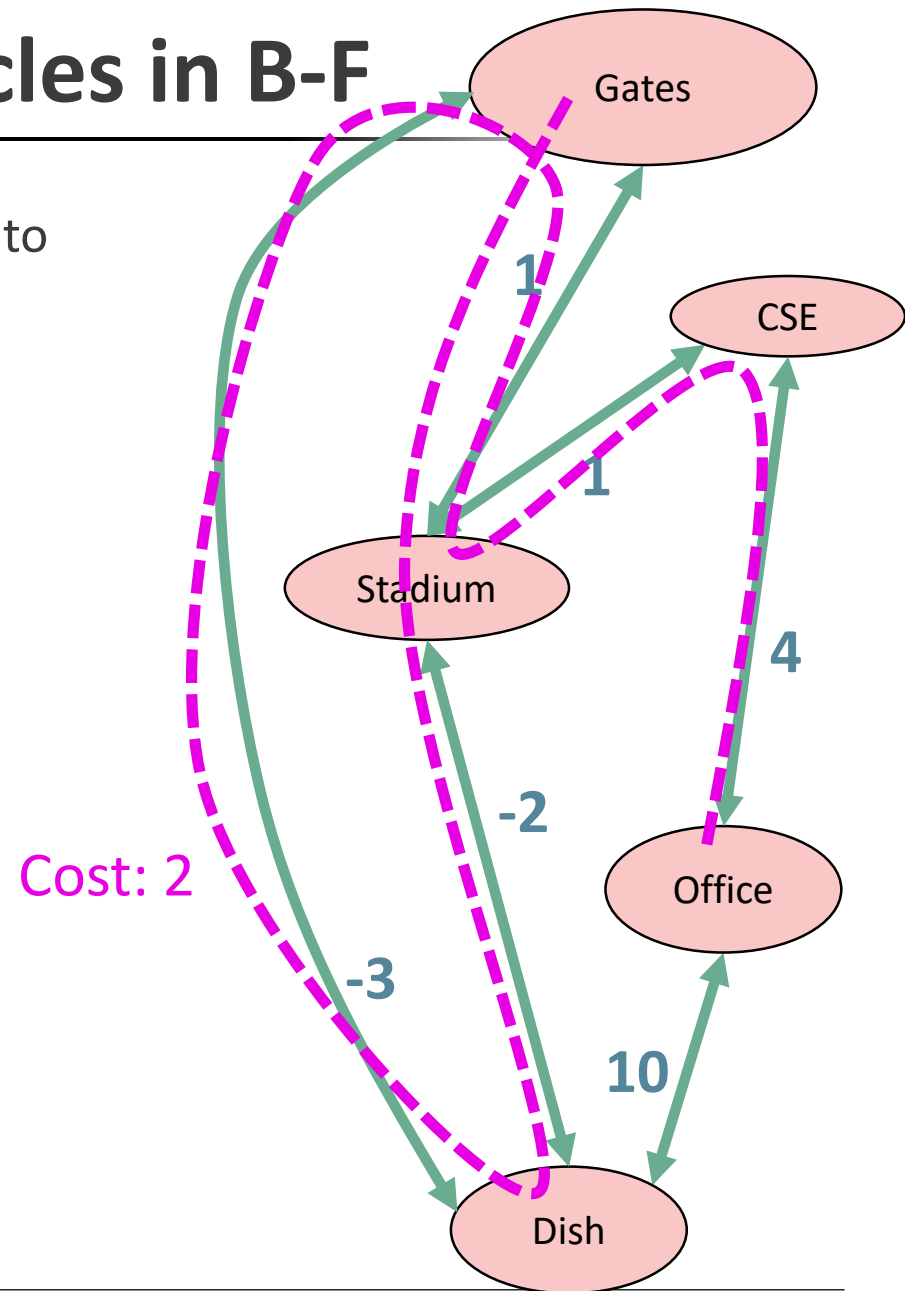 cles in B-F
Gates
to
1
CSE
1
Stadium
4
-2
Cost: 2
Office
-3
10
Dish